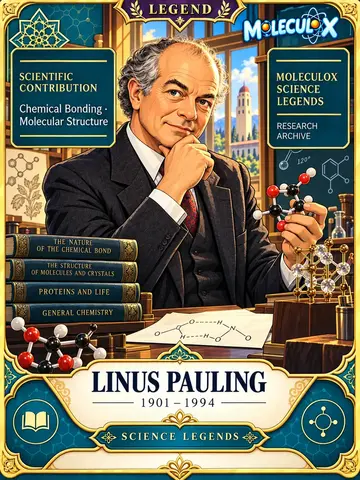 LEGEND
MOLECULOX
SCIENTIFIC
CONTRIBUTION
Chemical Bonding ·
Molecular Structure
MOLECULOX
SCIENCE
LEGENDS
RESEARCH
ARCHIVE
120°
THE NATURE
OF THE CHEMICAL BOND
THE STRUCTURE
OF MOLECULES AND CRYSTALS
PROTEINS AND LIFE
GENERAL CHEMISTRY
LINUS PAULING
1901 – 1994
SCIENCE LEGENDS